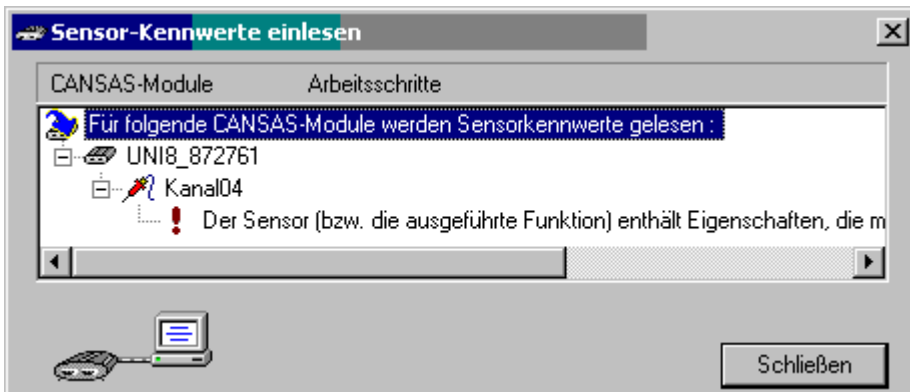 Sensor-Kennwerte einlesen
CANSAS-Module Arbeitsschritte
Für folgende CANSAS-Module werden Sensorkennwerte gelesen :
UNI8_872761
Kanal04
Der Sensor (bzw. die ausgeführte Funktion) enthält Eigenschaften, die m
Schließen